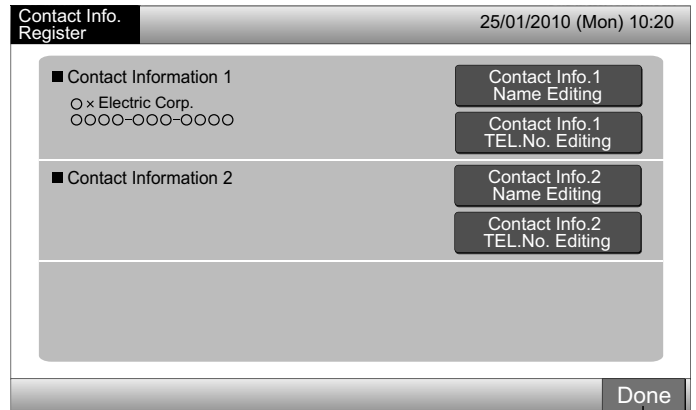 Contact Info.
Register
25/01/2010 (Mon) 10:20
■ Contact Information 1
○ × Electric Corp.
○○○○-○○○-○○○○
Contact Info.1
Name Editing
Contact Info.1
TEL.No. Editing
■ Contact Information 2
Contact Info.2
Name Editing
Contact Info.2
TEL.No. Editing
Done